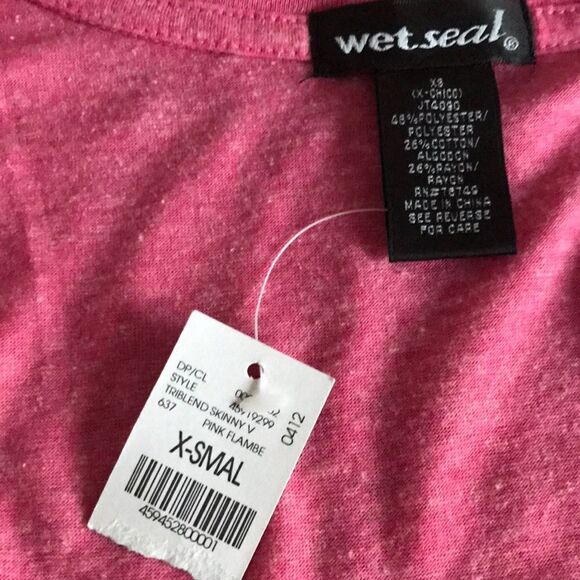 wet seal®
XS
(X-CHICO)
JT4090
48%POLYESTER/
POLYESTER
26%COTTON/
ALGODON
26%RAYON/
RAYON
RN#78749
MADE IN CHINA
SEE REVERSE
FOR CARE
DP/CL
STYLE 46919299
TRIBLEND SKINNY V
637 PINK FLAMBE
0412
X-SMAL
459452800001